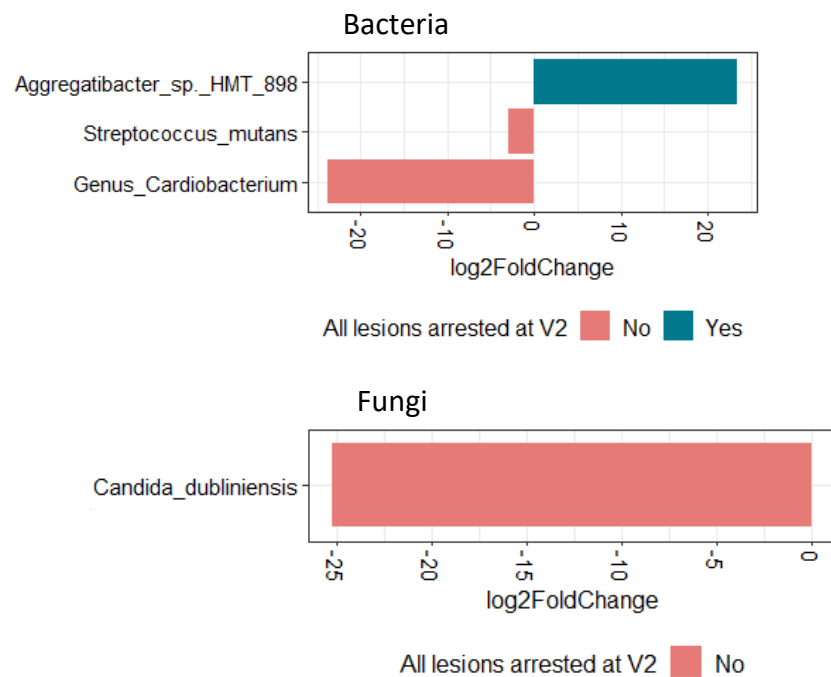 Bacteria
Aggregatibacter_sp._HMT_898
Streptococcus_mutans
Genus_Cardiobacterium
-20 -10 0 10 20
log2FoldChange
All lesions arrested at V2 No Yes
Fungi
Candida_dubliniensis
-25 -20 -15 -10 -5 0
log2FoldChange
All lesions arrested at V2 No